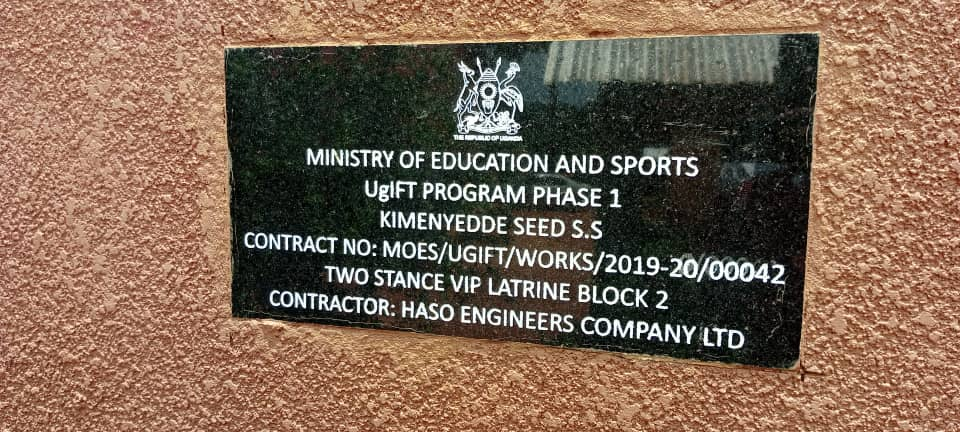 THE REPUBLIC OF UGANDA
MINISTRY OF EDUCATION AND SPORTS
UgIFT PROGRAM PHASE 1
KIMENYEDDE SEED S.S
CONTRACT NO: MOES/UGIFT/WORKS/2019-20/00042
TWO STANCE VIP LATRINE BLOCK 2
CONTRACTOR: HASO ENGINEERS COMPANY LTD